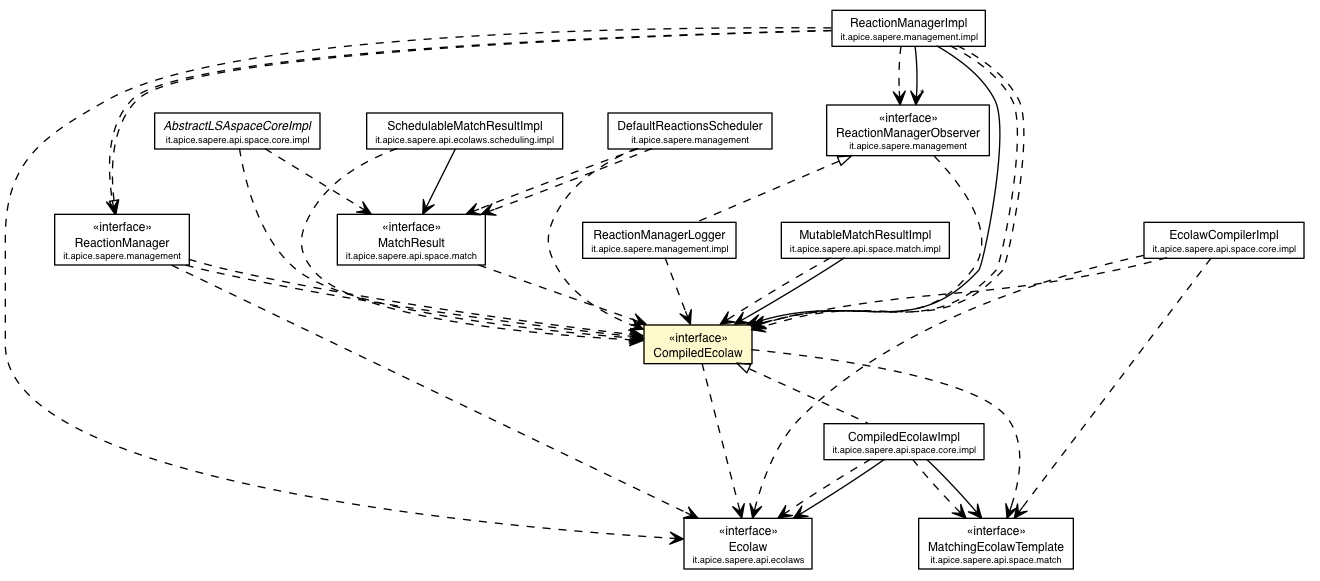 ReactionManagerImpl
it.apice.sapere.management.impl
AbstractLSAspaceCoreImpl
it.apice.sapere.api.space.core.impl
SchedulableMatchResultImpl
it.apice.sapere.api.ecolaws.scheduling.impl
DefaultReactionsScheduler
it.apice.sapere.management
*
«interface»
ReactionManagerObserver
it.apice.sapere.management
«interface»
ReactionManager
it.apice.sapere.management
«interface»
MatchResult
it.apice.sapere.api.space.match
ReactionManagerLogger
it.apice.sapere.management.impl
MutableMatchResultImpl
it.apice.sapere.api.space.match.impl
EcolawCompilerImpl
it.apice.sapere.api.space.core.impl
«interface»
CompiledEcolaw
CompiledEcolawImpl
it.apice.sapere.api.space.core.impl
«interface»
Ecolaw
it.apice.sapere.api.ecolaws
«interface»
MatchingEcolawTemplate
it.apice.sapere.api.space.match